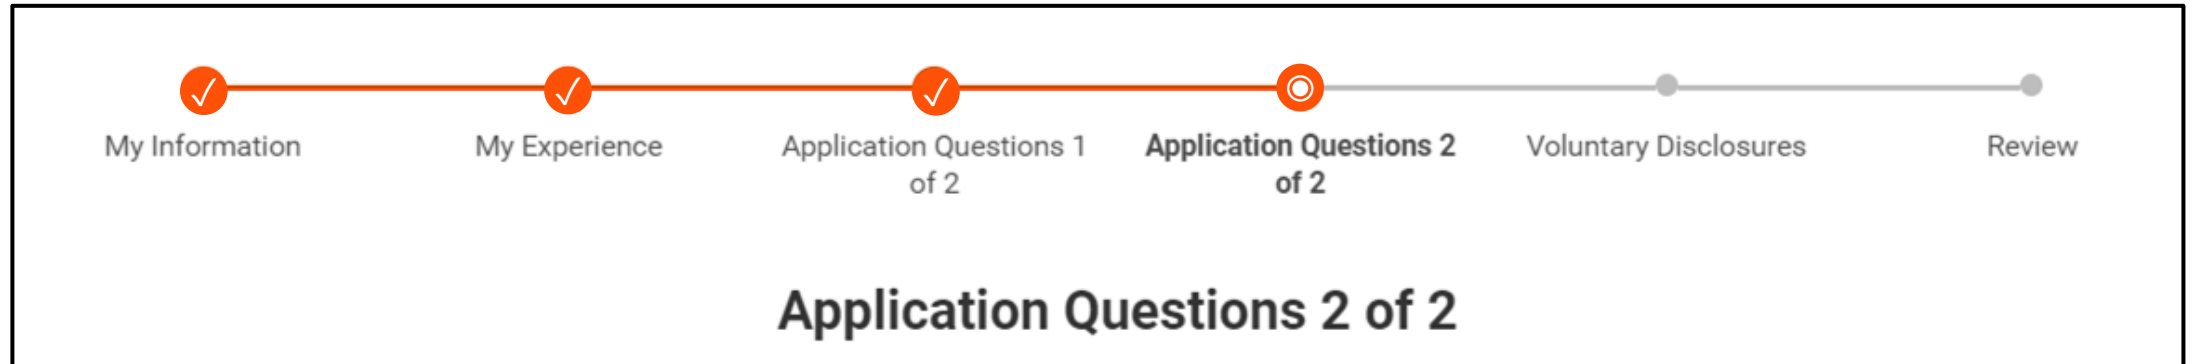 My Information
My Experience
Application Questions 1
of 2
Application Questions 2
of 2
Voluntary Disclosures
Review
Application Questions 2 of 2